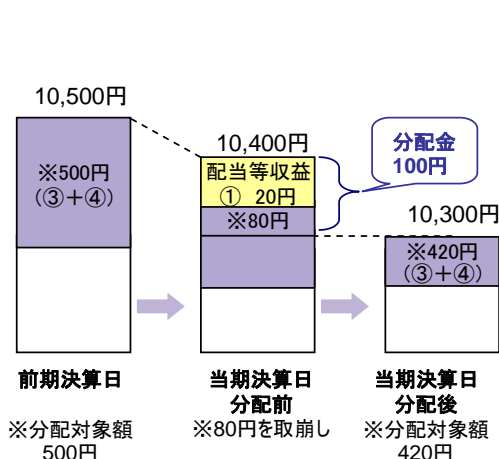 10,500円
※500円
(③+④)
10,400円
配当等収益
① 20円
※80円
分配金
100円
10,300円
※420円
(③+④)
前期決算日
※分配対象額
500円
当期決算日
分配前
※80円を取崩し
当期決算日
分配後
※分配対象額
420円